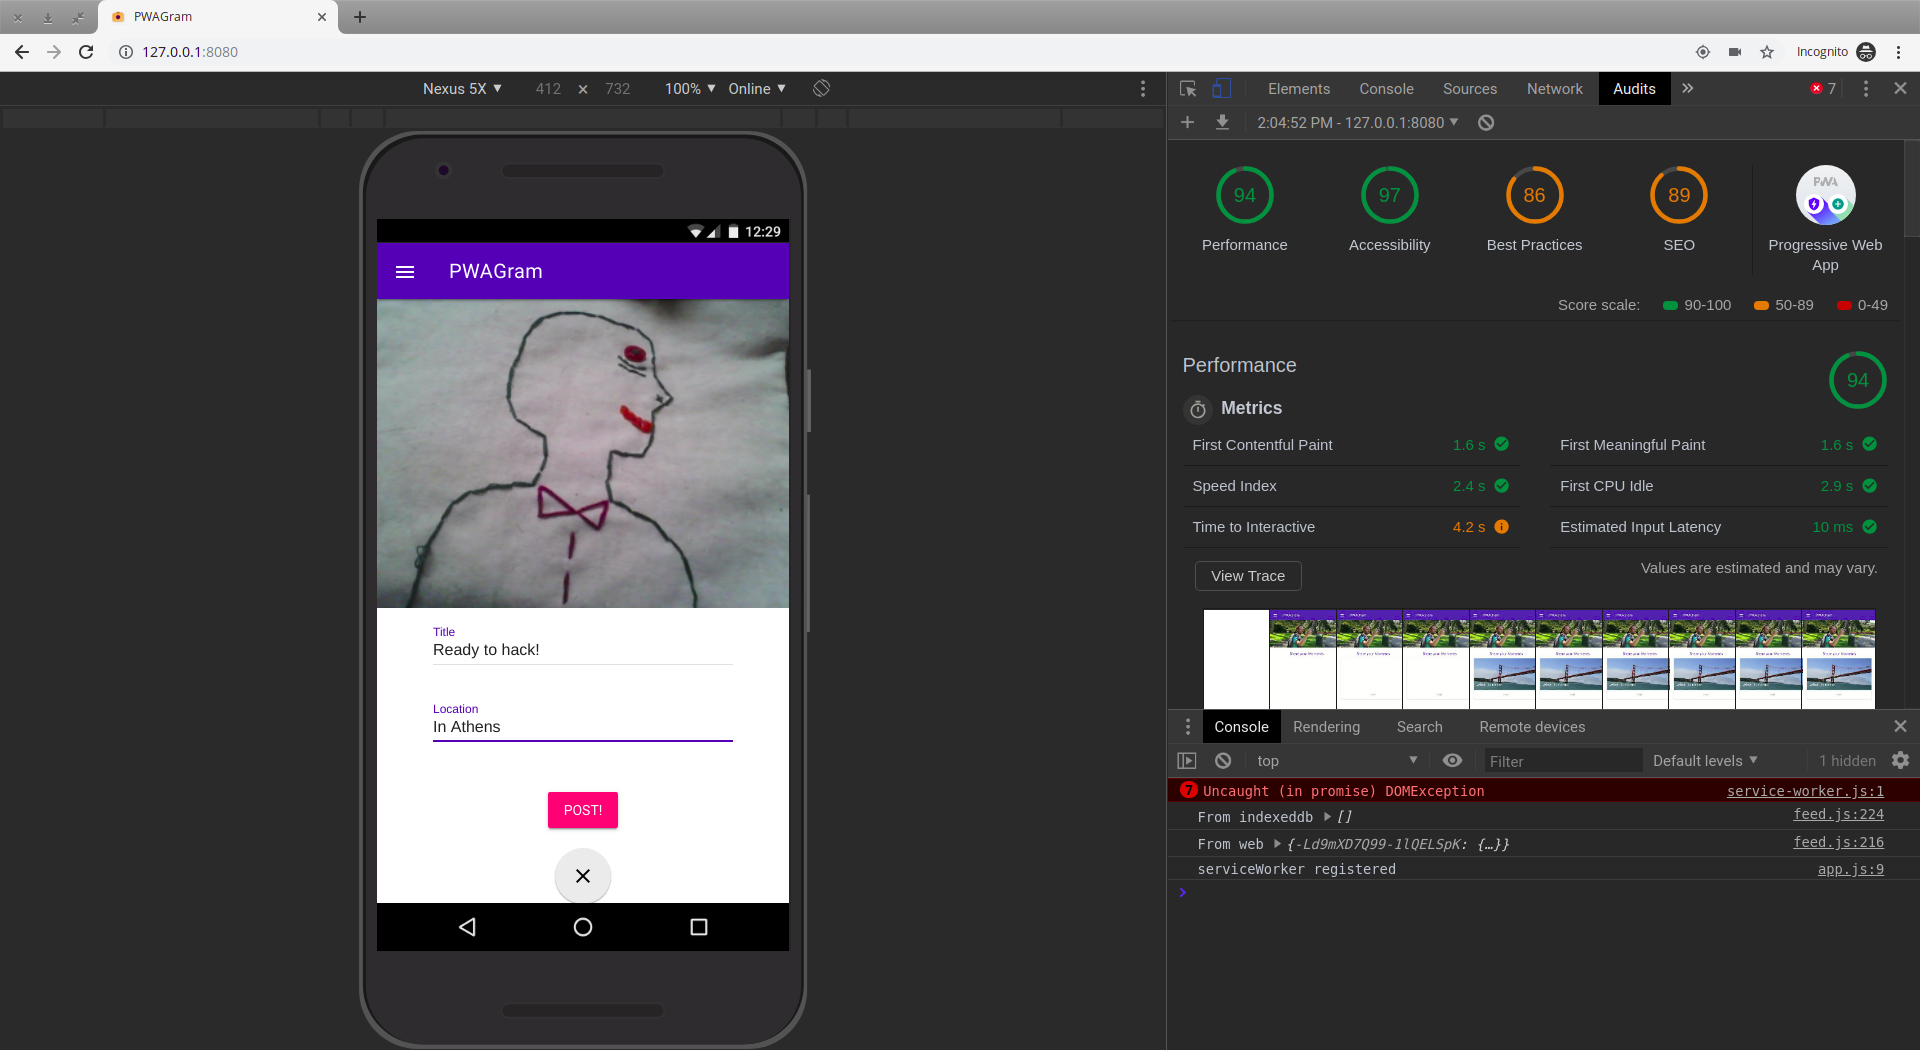 PWAGram
127.0.0.1:8080
Incognito
Nexus 5X
412 × 732
100%
Online
Elements
Console
Sources
Network
Audits
7
2:04:52 PM - 127.0.0.1:8080
12:29
PWAGram
Title
Ready to hack!
Location
In Athens
POST!
94
97
86
89
PWA
Performance
Accessibility
Best Practices
SEO
Progressive Web
App
Score scale:
90-100
50-89
0-49
Performance
94
Metrics
First Contentful Paint
1.6 s
First Meaningful Paint
1.6 s
Speed Index
2.4 s
First CPU Idle
2.9 s
Time to Interactive
4.2 s
Estimated Input Latency
10 ms
View Trace
Values are estimated and may vary.
Console
Rendering
Search
Remote devices
top
Filter
Default levels
1 hidden
7 Uncaught (in promise) DOMException
service-worker.js:1
From indexeddb ▶ []
feed.js:224
From web ▶ {-Ld9mXD7Q99-1lQELSpK: {…}}
feed.js:216
serviceWorker registered
app.js:9